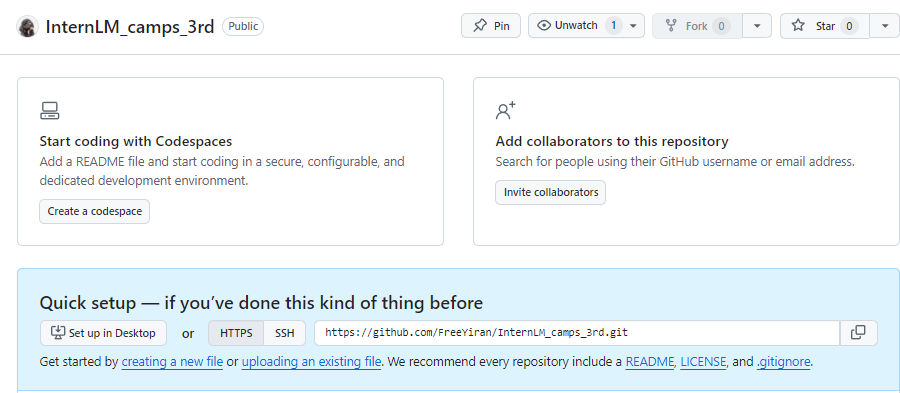 InternLM_camps_3rd Public Pin Unwatch 1 Fork 0 Star 0
Start coding with Codespaces
Add a README file and start coding in a secure, configurable, and
dedicated development environment.
Create a codespace
Add collaborators to this repository
Search for people using their GitHub username or email address.
Invite collaborators
Quick setup — if you’ve done this kind of thing before
Set up in Desktop or HTTPS SSH https://github.com/FreeYiran/InternLM_camps_3rd.git
Get started by creating a new file or uploading an existing file. We recommend every repository include a README, LICENSE, and .gitignore.